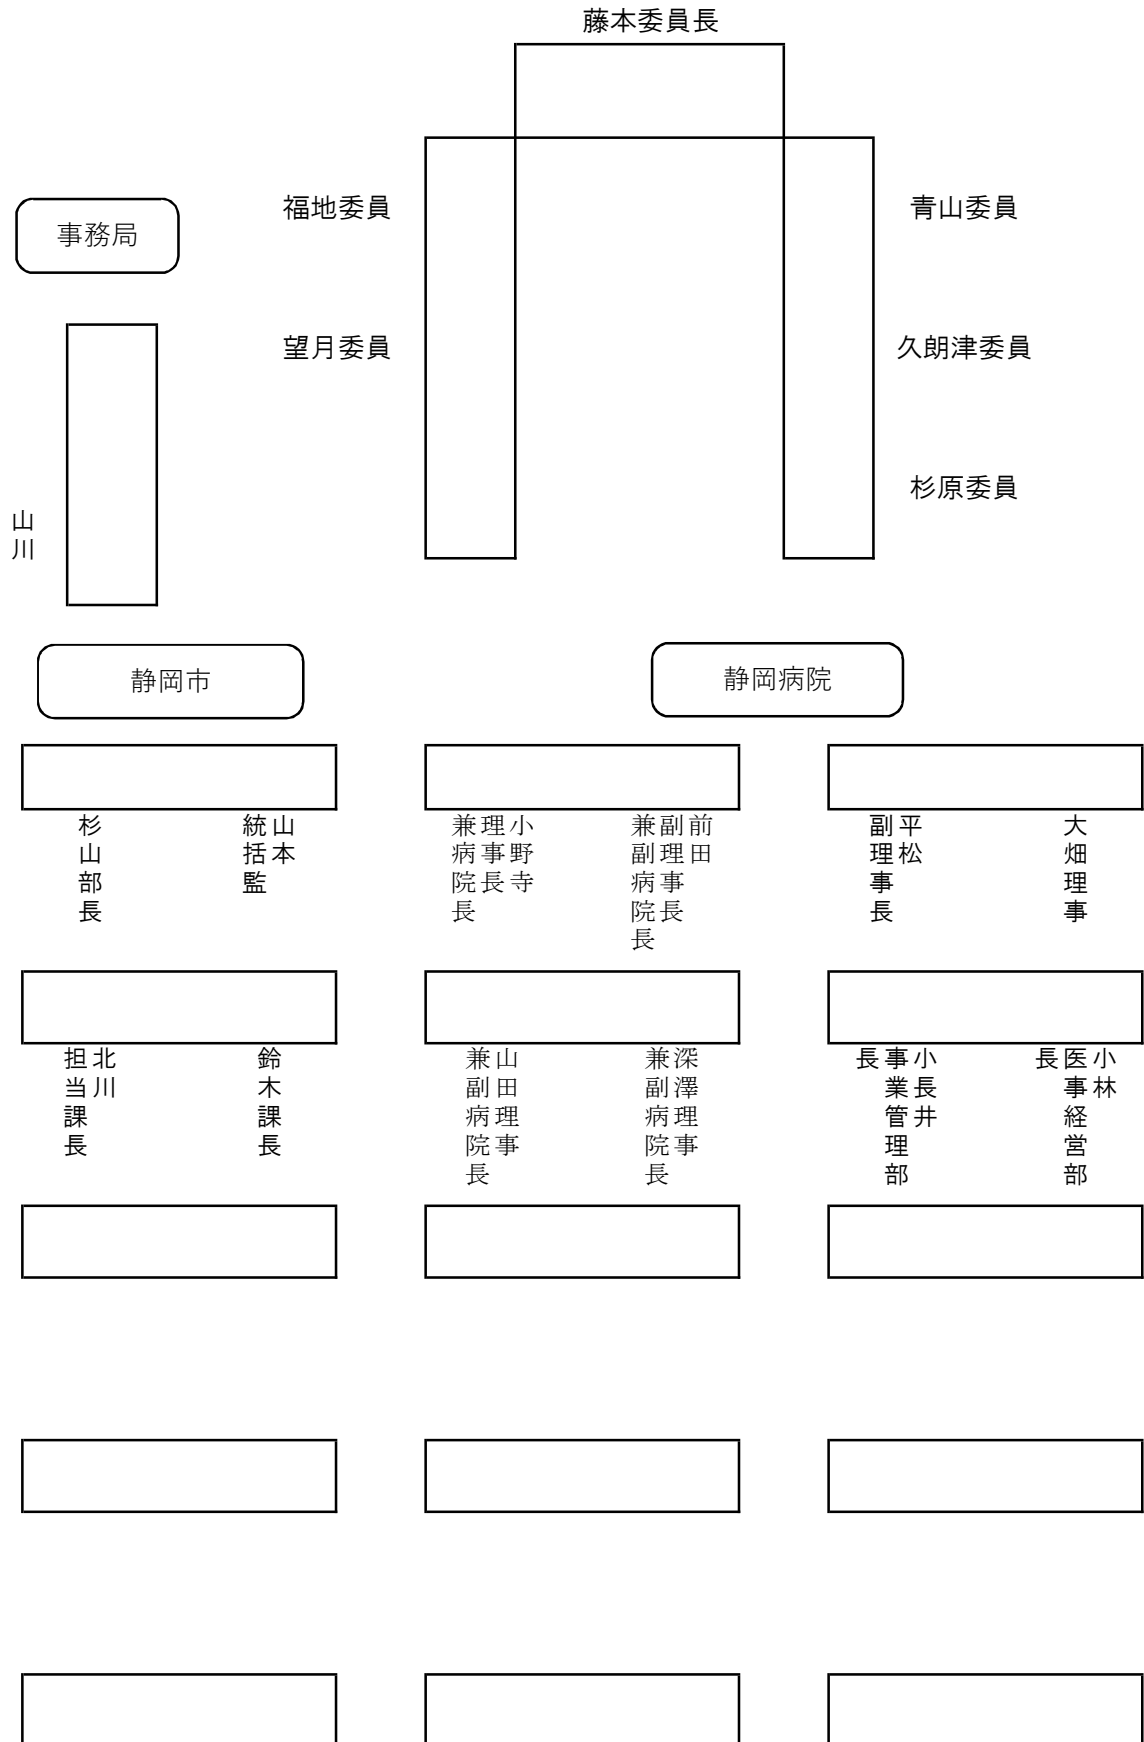 藤本委員長
福地委員
青山委員
事務局
望月委員
久朗津委員
杉原委員
山川
静岡市
静岡病院
杉山部長
山本
統括監
小野寺
理事長
兼病院長
前田
副理事長
兼副病院長
平松
副理事長
大畑理事
北川
担当課長
鈴木課長
山田理事
兼副病院長
深澤理事
兼副病院長
小長井
事業管理部
長
小林
医事経営部
長